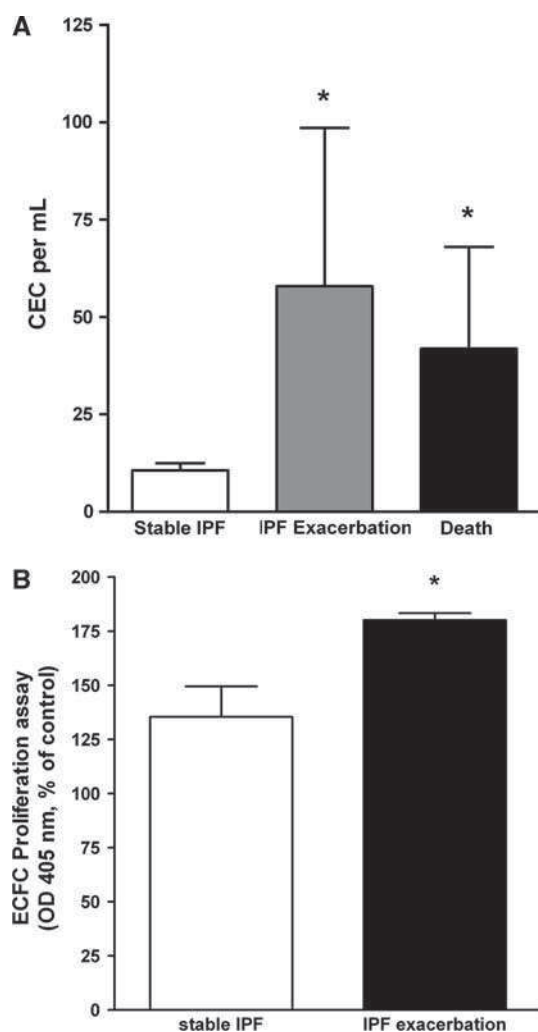 A
125
100
75
50
25
0
CEC per mL
*
*
Stable IPF
IPF Exacerbation
Death
B
200
175
150
125
100
75
50
25
0
ECFC Proliferation assay
(OD 405 nm, % of control)
*
stable IPF
IPF exacerbation